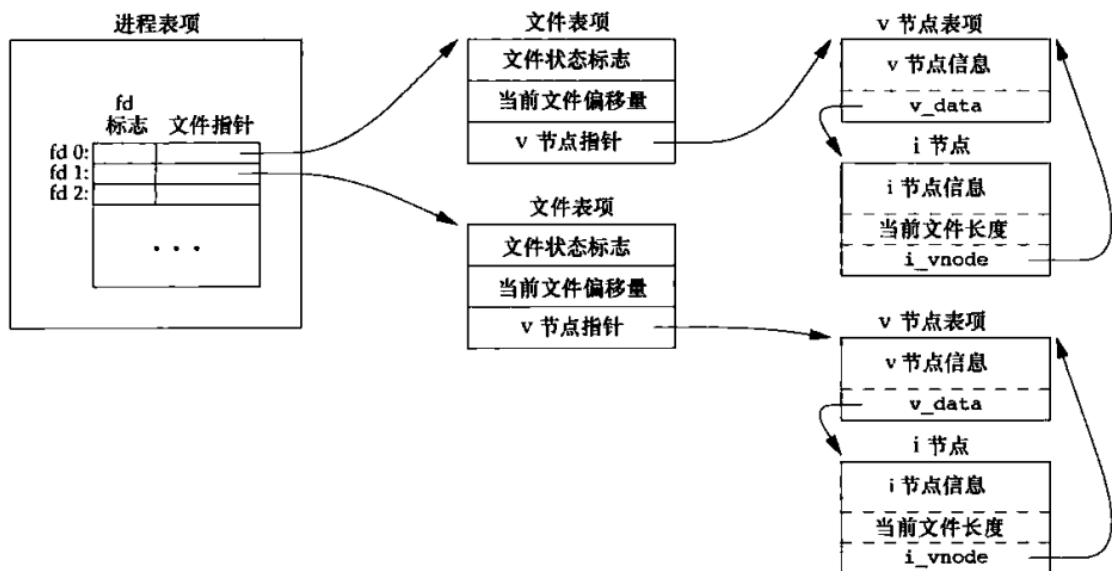 进程表项
fd
标志 文件指针
fd 0:
fd 1:
fd 2:
• • •
文件表项
文件状态标志
当前文件偏移量
v 节点指针
文件表项
文件状态标志
当前文件偏移量
v 节点指针
v 节点表项
v 节点信息
v_data
i 节点
i 节点信息
当前文件长度
i_vnode
v 节点表项
v 节点信息
v_data
i 节点
i 节点信息
当前文件长度
i_vnode